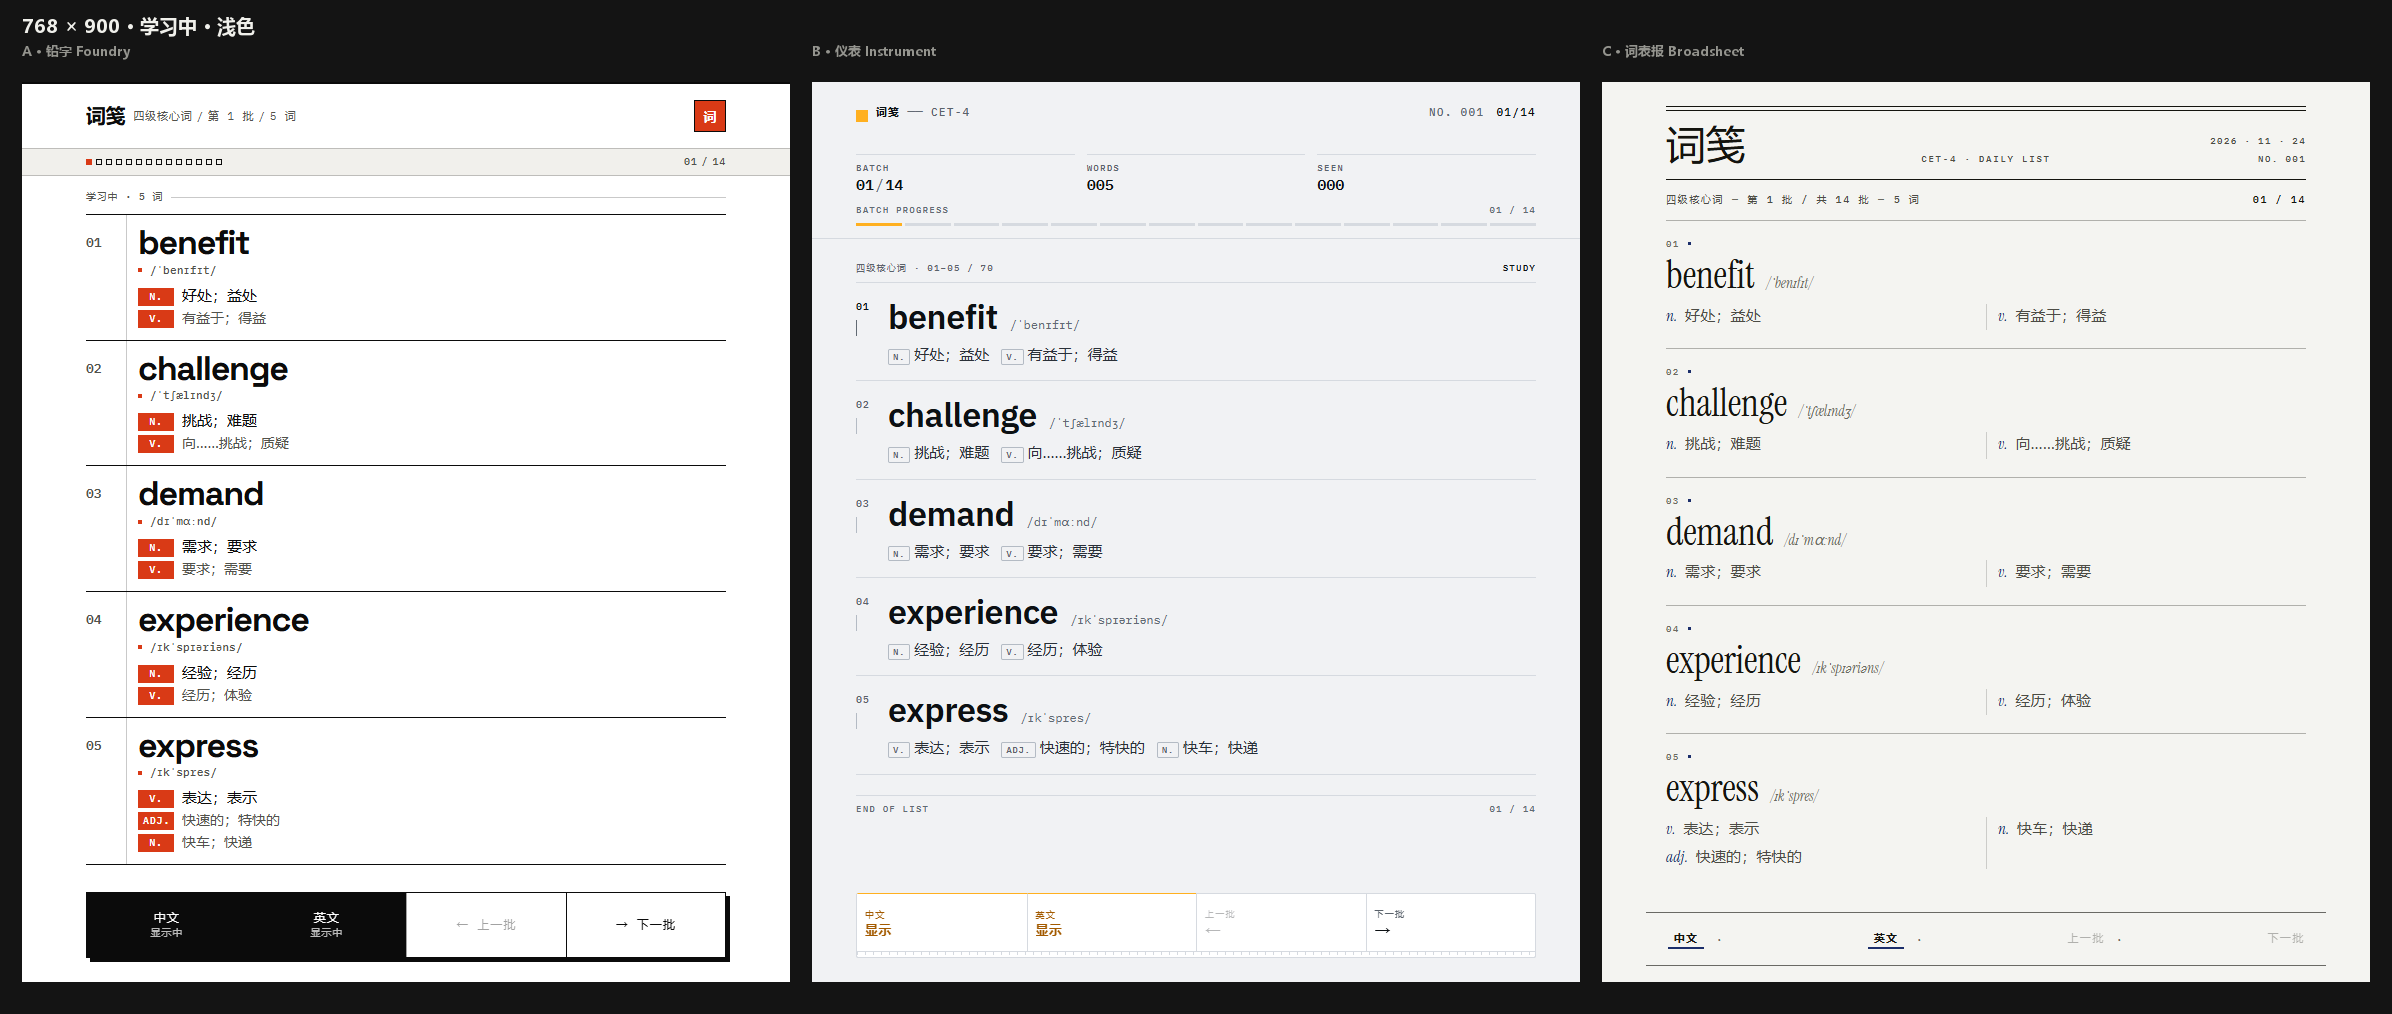 768 × 900 • 学习中 • 浅色
A • 铅字 Foundry
词笺 四级核心词 / 第 1 批 / 5 词
词
01 / 14
学习中 · 5 词
01 benefit
/ˈbenɪfɪt/
N. 好处；益处
V. 有益于；得益
02 challenge
/ˈtʃælɪndʒ/
N. 挑战；难题
V. 向……挑战；质疑
03 demand
/dɪˈmɑːnd/
N. 需求；要求
V. 要求；需要
04 experience
/ɪkˈspɪəriəns/
N. 经验；经历
V. 经历；体验
05 express
/ɪkˈspres/
V. 表达；表示
ADJ. 快速的；特快的
N. 快车；快递
中文 英文 ← 上一批 → 下一批
显示中 显示中
B • 仪表 Instrument
词笺 — CET-4 NO. 001 01/14
BATCH WORDS SEEN
01/14 005 000
BATCH PROGRESS 01 / 14
四级核心词 · 01–05 / 70 STUDY
01 benefit /ˈbenɪfɪt/
N. 好处；益处 V. 有益于；得益
02 challenge /ˈtʃælɪndʒ/
N. 挑战；难题 V. 向……挑战；质疑
03 demand /dɪˈmɑːnd/
N. 需求；要求 V. 要求；需要
04 experience /ɪkˈspɪəriəns/
N. 经验；经历 V. 经历；体验
05 express /ɪkˈspres/
V. 表达；表示 ADJ. 快速的；特快的 N. 快车；快递
END OF LIST 01 / 14
中文 英文 上一批 下一批
显示 显示 ← →
C • 词表报 Broadsheet
词笺 CET-4 · DAILY LIST
2026 · 11 · 24
NO. 001
四级核心词 — 第 1 批 / 共 14 批 — 5 词 01 / 14
01
benefit /ˈbenɪfɪt/
n. 好处；益处 v. 有益于；得益
02
challenge /ˈtʃælɪndʒ/
n. 挑战；难题 v. 向……挑战；质疑
03
demand /dɪˈmɑːnd/
n. 需求；要求 v. 要求；需要
04
experience /ɪkˈspɪəriəns/
n. 经验；经历 v. 经历；体验
05
express /ɪkˈspres/
v. 表达；表示 n. 快车；快递
adj. 快速的；特快的
中文 · 英文 · 上一批 · 下一批